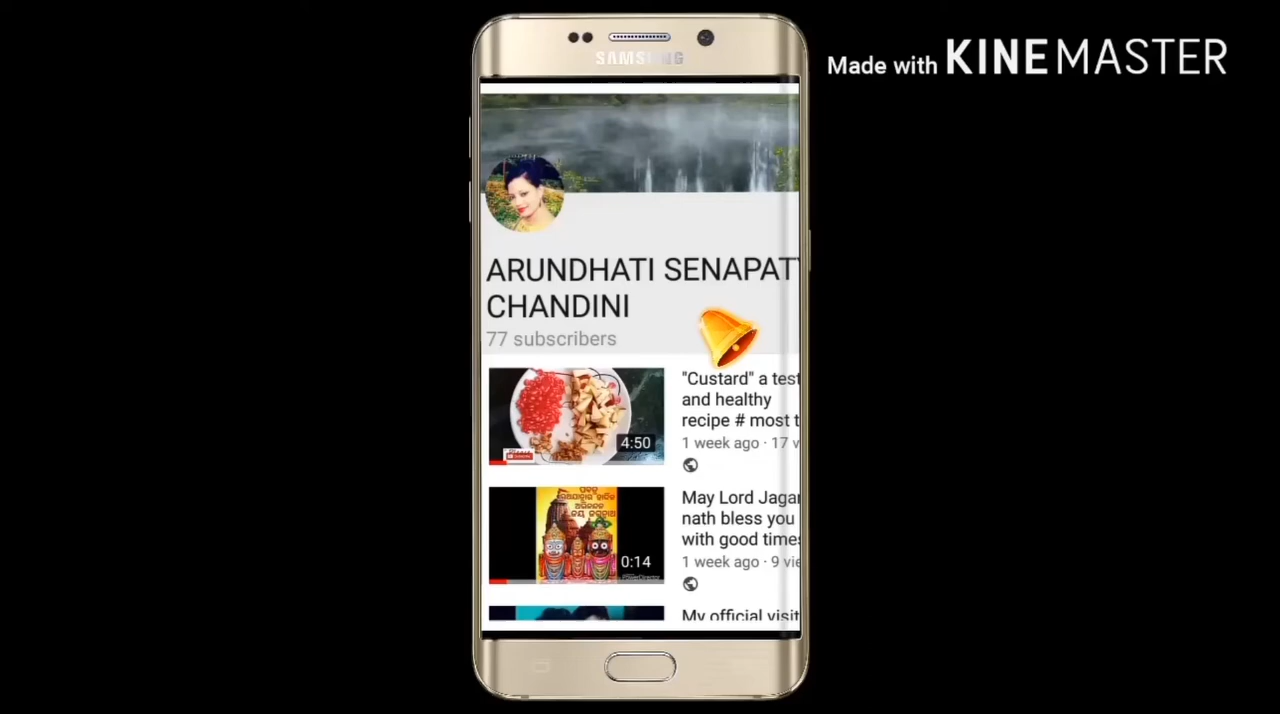 Made with KINEMASTER
SAMSUNG
ARUNDHATI SENAPATY
CHANDINI
77 subscribers
"Custard" a test
and healthy
recipe # most t
1 week ago · 17 v
4:50
May Lord Jagan
nath bless you
with good times
1 week ago · 9 vie
0:14
My official visit